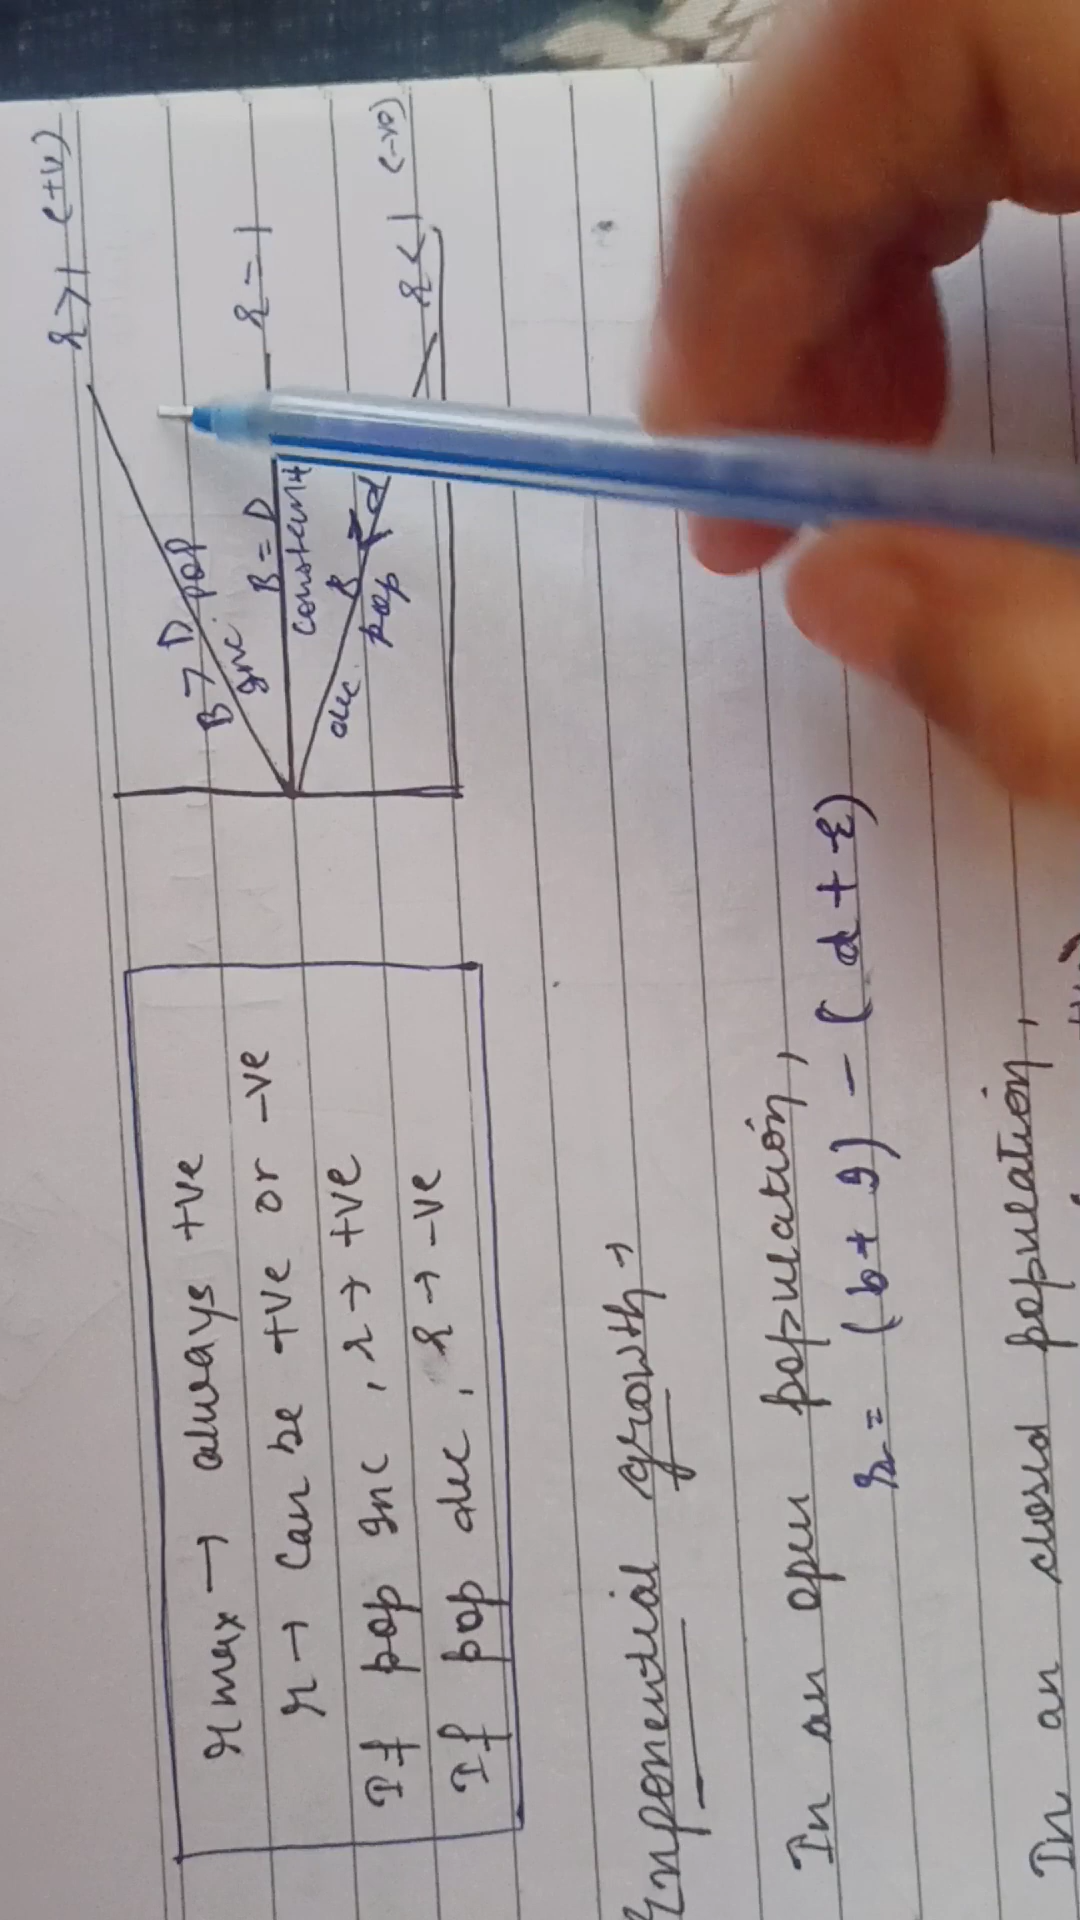 r max → always +ve
r → can be +ve or -ve
If pop inc, r → +ve
If pop dec, r → -ve
r > 1 (+v)
B > D pop
inc.
B = D
r = 1
constant
dec. B < d
pop
r < 1 (-ve)
Exponential growth →
In an open population,
r = (b + i) - (d + e)
In an closed population,